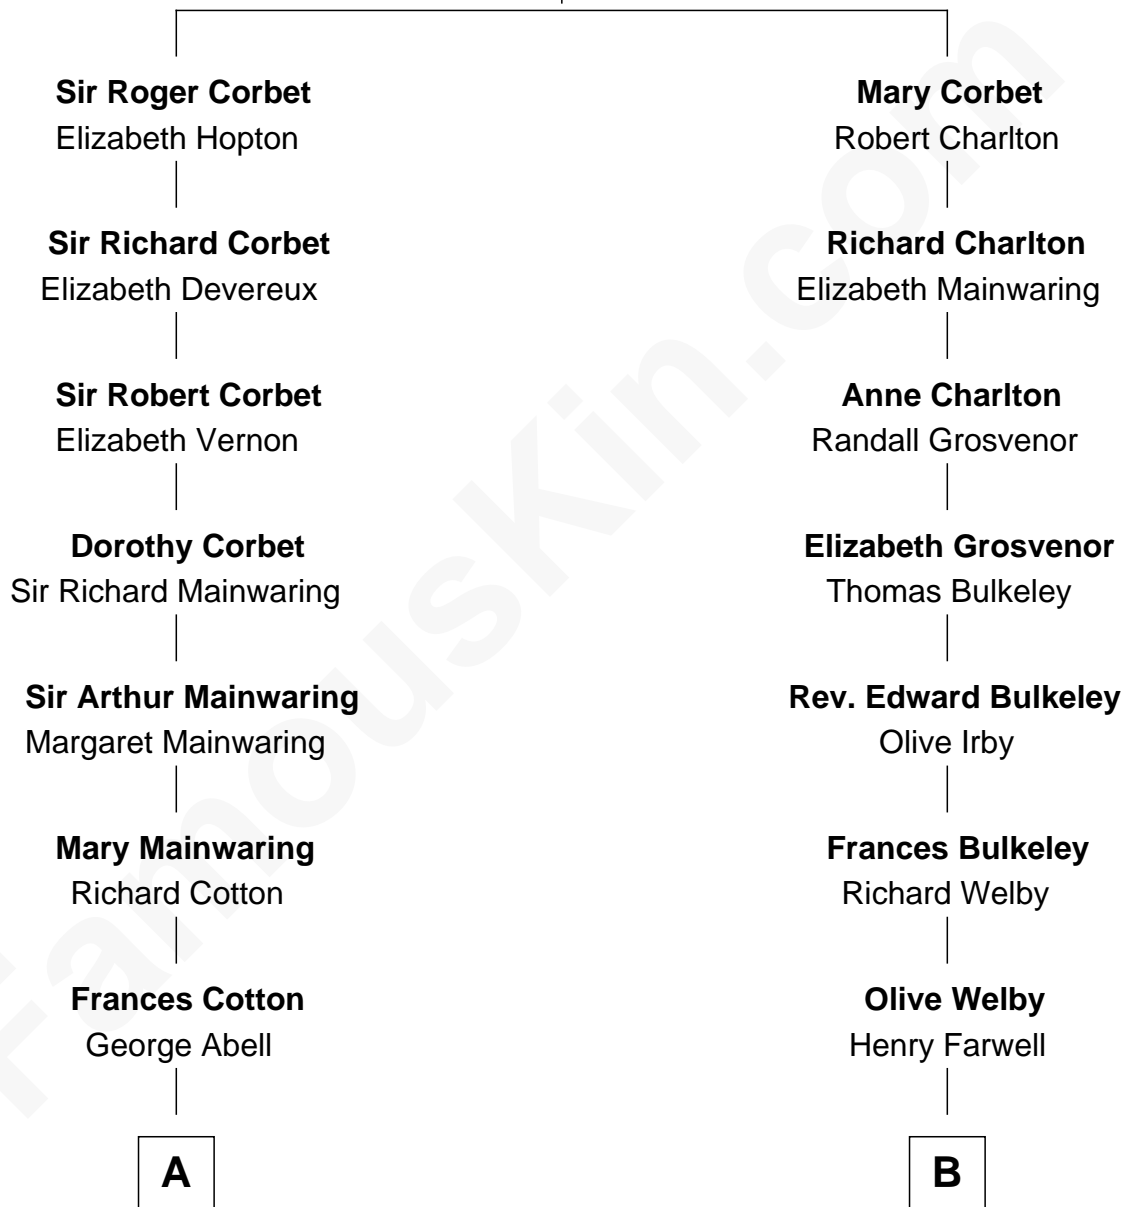 Sir Roger Corbet
Elizabeth Hopton
Sir Richard Corbet
Elizabeth Devereux
Sir Robert Corbet
Elizabeth Vernon
Dorothy Corbet
Sir Richard Mainwaring
Sir Arthur Mainwaring
Margaret Mainwaring
Mary Mainwaring
Richard Cotton
Frances Cotton
George Abell
A
Mary Corbet
Robert Charlton
Richard Charlton
Elizabeth Mainwaring
Anne Charlton
Randall Grosvenor
Elizabeth Grosvenor
Thomas Bulkeley
Rev. Edward Bulkeley
Olive Irby
Frances Bulkeley
Richard Welby
Olive Welby
Henry Farwell
B
FamousKin.com